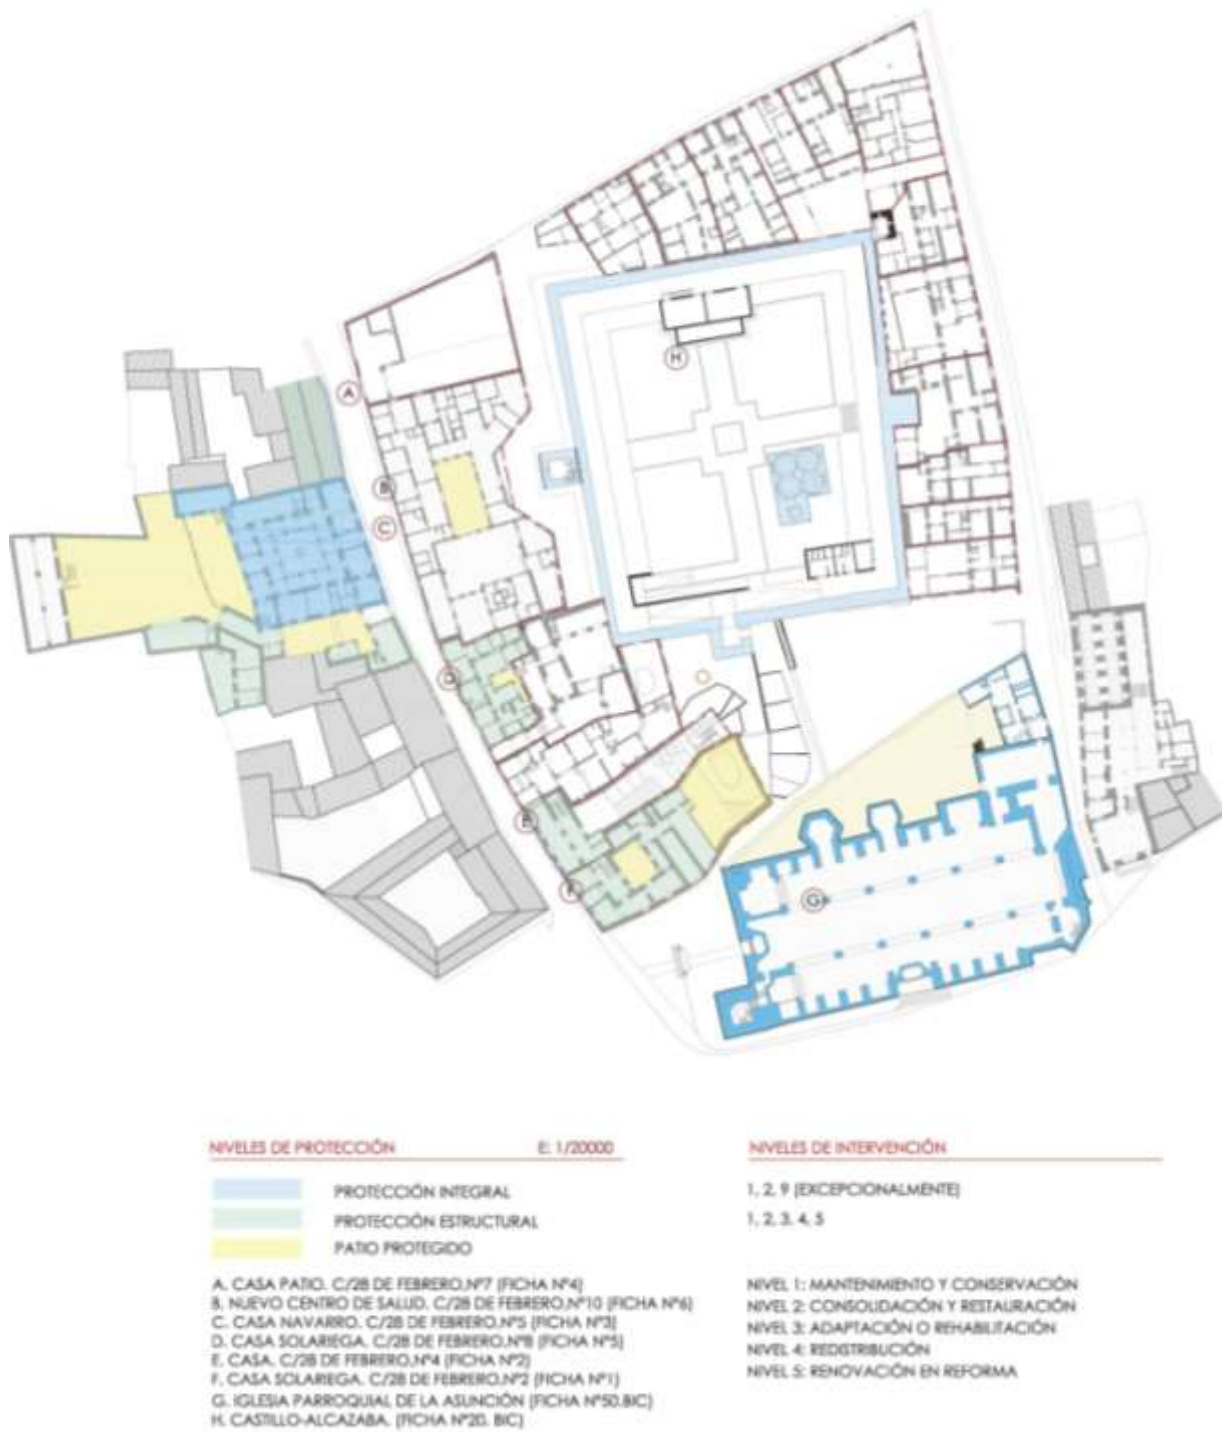 A
B
C
D
E
F
G
H
NIVELES DE PROTECCIÓN E: 1/20000
PROTECCIÓN INTEGRAL
PROTECCIÓN ESTRUCTURAL
PATIO PROTEGIDO
A. CASA PATIO. C/28 DE FEBRERO,Nº7 (FICHA Nº4)
B. NUEVO CENTRO DE SALUD. C/28 DE FEBRERO,Nº10 (FICHA Nº6)
C. CASA NAVARRO. C/28 DE FEBRERO,Nº5 (FICHA Nº3)
D. CASA SOLARIEGA. C/28 DE FEBRERO,Nº8 (FICHA Nº5)
E. CASA. C/28 DE FEBRERO,Nº4 (FICHA Nº2)
F. CASA SOLARIEGA. C/28 DE FEBRERO,Nº2 (FICHA Nº1)
G. IGLESIA PARROQUIAL DE LA ASUNCIÓN (FICHA Nº50.BIC)
H. CASTILLO-ALCAZABA. (FICHA Nº20. BIC)
NIVELES DE INTERVENCIÓN
1, 2, 9 (EXCEPCIONALMENTE)
1, 2, 3. 4, 5
NIVEL 1: MANTENIMIENTO Y CONSERVACIÓN
NIVEL 2: CONSOLIDACIÓN Y RESTAURACIÓN
NIVEL 3: ADAPTACIÓN O REHABILITACIÓN
NIVEL 4: REDISTRIBUCIÓN
NIVEL 5: RENOVACIÓN EN REFORMA